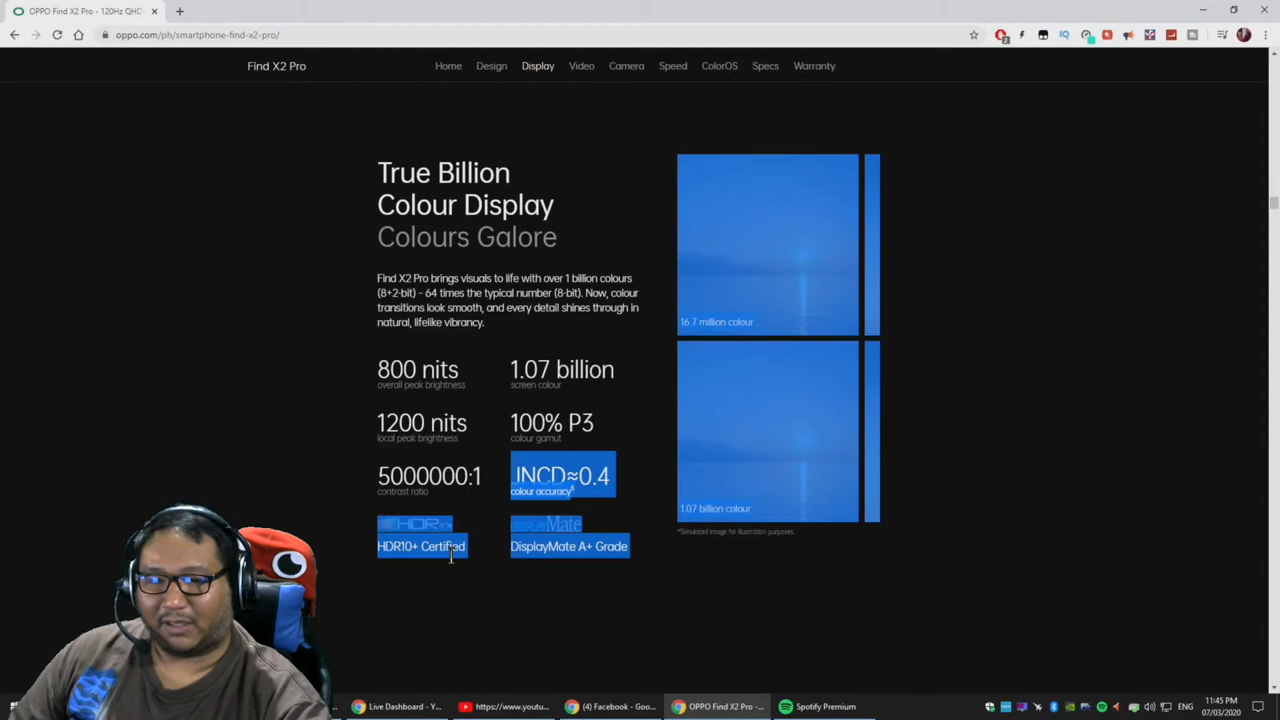 OPPO Find X2 Pro - 120Hz QHD
oppo.com/ph/smartphone-find-x2-pro/
Find X2 Pro
Home
Design
Display
Video
Camera
Speed
ColorOS
Specs
Warranty
True Billion
Colour Display
Colours Galore
Find X2 Pro brings visuals to life with over 1 billion colours
(8+2-bit) - 64 times the typical number (8-bit). Now, colour
transitions look smooth, and every detail shines through in
natural, lifelike vibrancy.
800 nits
overall peak brightness
1.07 billion
screen colour
1200 nits
local peak brightness
100% P3
colour gamut
5000000:1
contrast ratio
JNCD≈0.4
colour accuracy
HDR
HDR10+ Certified
Mate
DisplayMate A+ Grade
16.7 million colour
1.07 billion colour
*Simulated image for illustration purposes.
Live Dashboard - Y...
https://www.youtu...
(4) Facebook - Goo...
OPPO Find X2 Pro -...
Spotify Premium
ENG
11:45 PM
07/03/2020